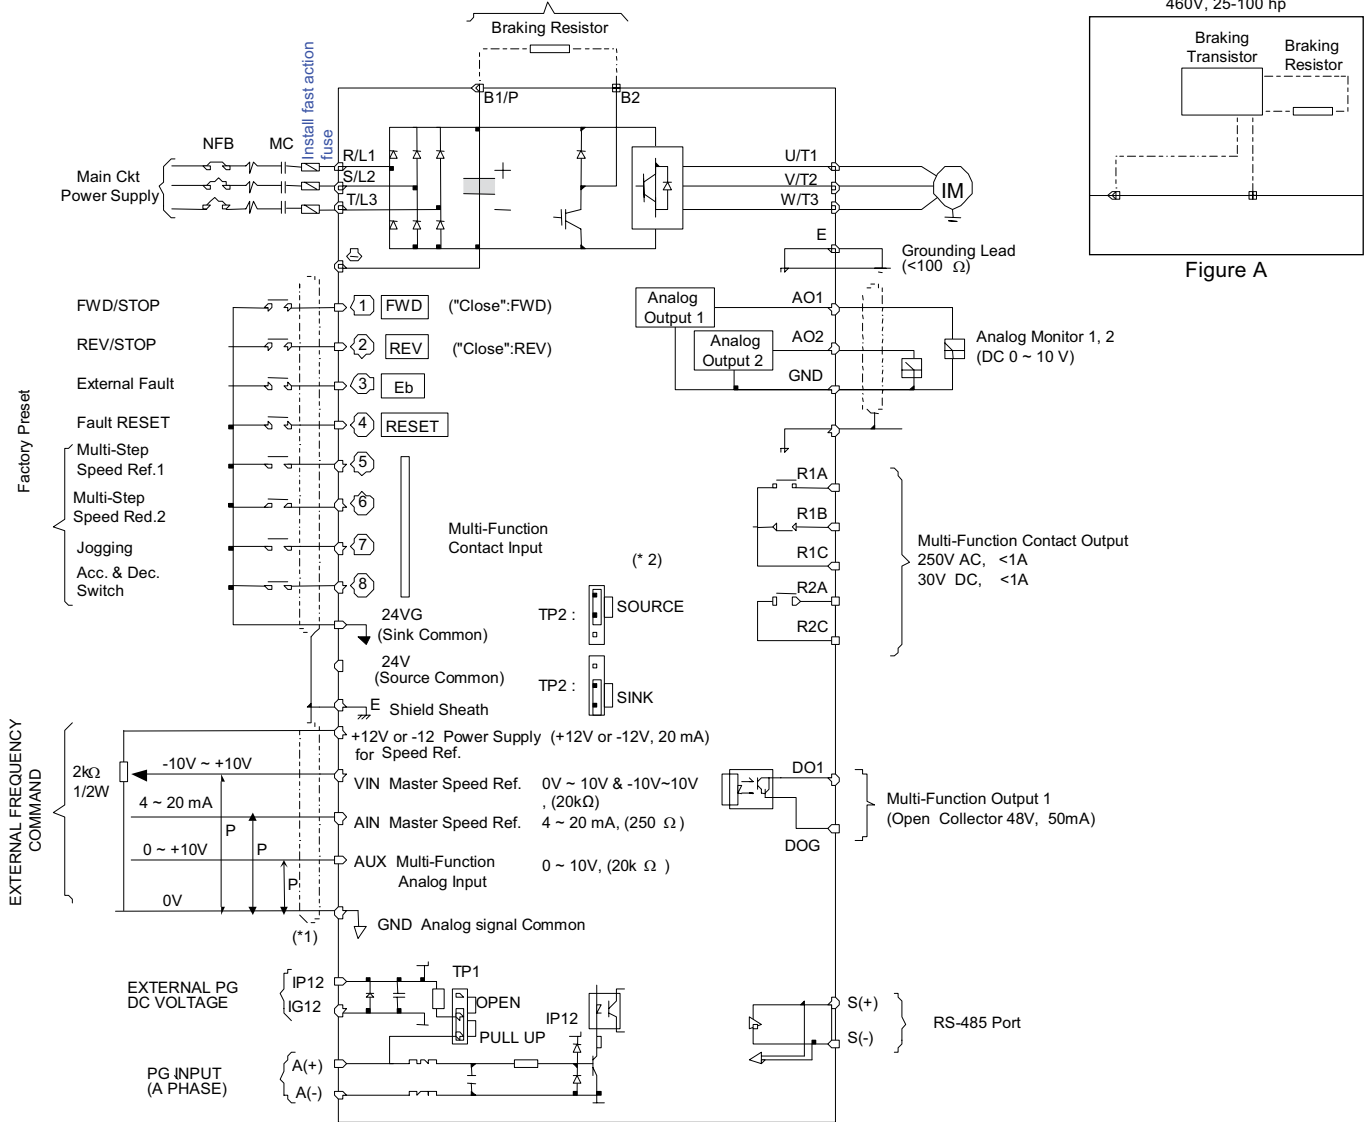 460V, 25-100 hp
Braking Resistor
Braking
Transistor
Braking
Resistor
Figure A
B1/P
B2
Install fast action
fuse
NFB
MC
Main Ckt
Power Supply
R/L1
S/L2
T/L3
U/T1
V/T2
W/T3
IM
E
Grounding Lead
(<100 Ω)
Factory Preset
FWD/STOP
1 FWD ("Close":FWD)
REV/STOP
2 REV ("Close":REV)
External Fault
3 Eb
Fault RESET
4 RESET
Multi-Step
Speed Ref.1
5
Multi-Step
Speed Red.2
6
Jogging
7
Acc. & Dec.
Switch
8
Multi-Function
Contact Input
24VG
(Sink Common)
24V
(Source Common)
E Shield Sheath
(* 2)
TP2 :
SOURCE
TP2 :
SINK
Analog
Output 1
Analog
Output 2
AO1
AO2
GND
Analog Monitor 1, 2
(DC 0 ~ 10 V)
R1A
R1B
R1C
R2A
R2C
Multi-Function Contact Output
250V AC, <1A
30V DC, <1A
EXTERNAL FREQUENCY
COMMAND
2kΩ
1/2W
-10V ~ +10V
4 ~ 20 mA
0 ~ +10V
0V
P
P
P
(*1)
+12V or -12 Power Supply (+12V or -12V, 20 mA)
for Speed Ref.
VIN Master Speed Ref. 0V ~ 10V & -10V~10V
, (20kΩ)
AIN Master Speed Ref. 4 ~ 20 mA, (250 Ω )
AUX Multi-Function
Analog Input
0 ~ 10V, (20k Ω )
GND Analog signal Common
DO1
DOG
Multi-Function Output 1
(Open Collector 48V, 50mA)
EXTERNAL PG
DC VOLTAGE
IP12
IG12
TP1
OPEN
PULL UP
IP12
PG INPUT
(A PHASE)
A(+)
A(-)
S(+)
S(-)
RS-485 Port